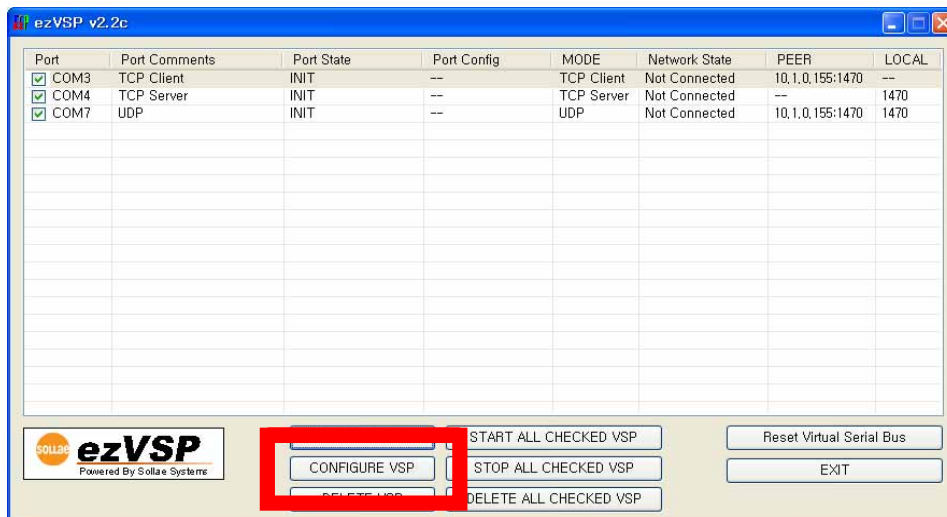 ezVSP v2.2c
Port Port Comments Port State Port Config MODE Network State PEER LOCAL
COM3 TCP Client INIT -- TCP Client Not Connected 10,1,0,155:1470 --
COM4 TCP Server INIT -- TCP Server Not Connected -- 1470
COM7 UDP INIT -- UDP Not Connected 10,1,0,155:1470 1470
SOLLAE ezVSP
Powered By Sollae Systems
START ALL CHECKED VSP
Reset Virtual Serial Bus
CONFIGURE VSP
STOP ALL CHECKED VSP
EXIT
DELETE VSP
DELETE ALL CHECKED VSP